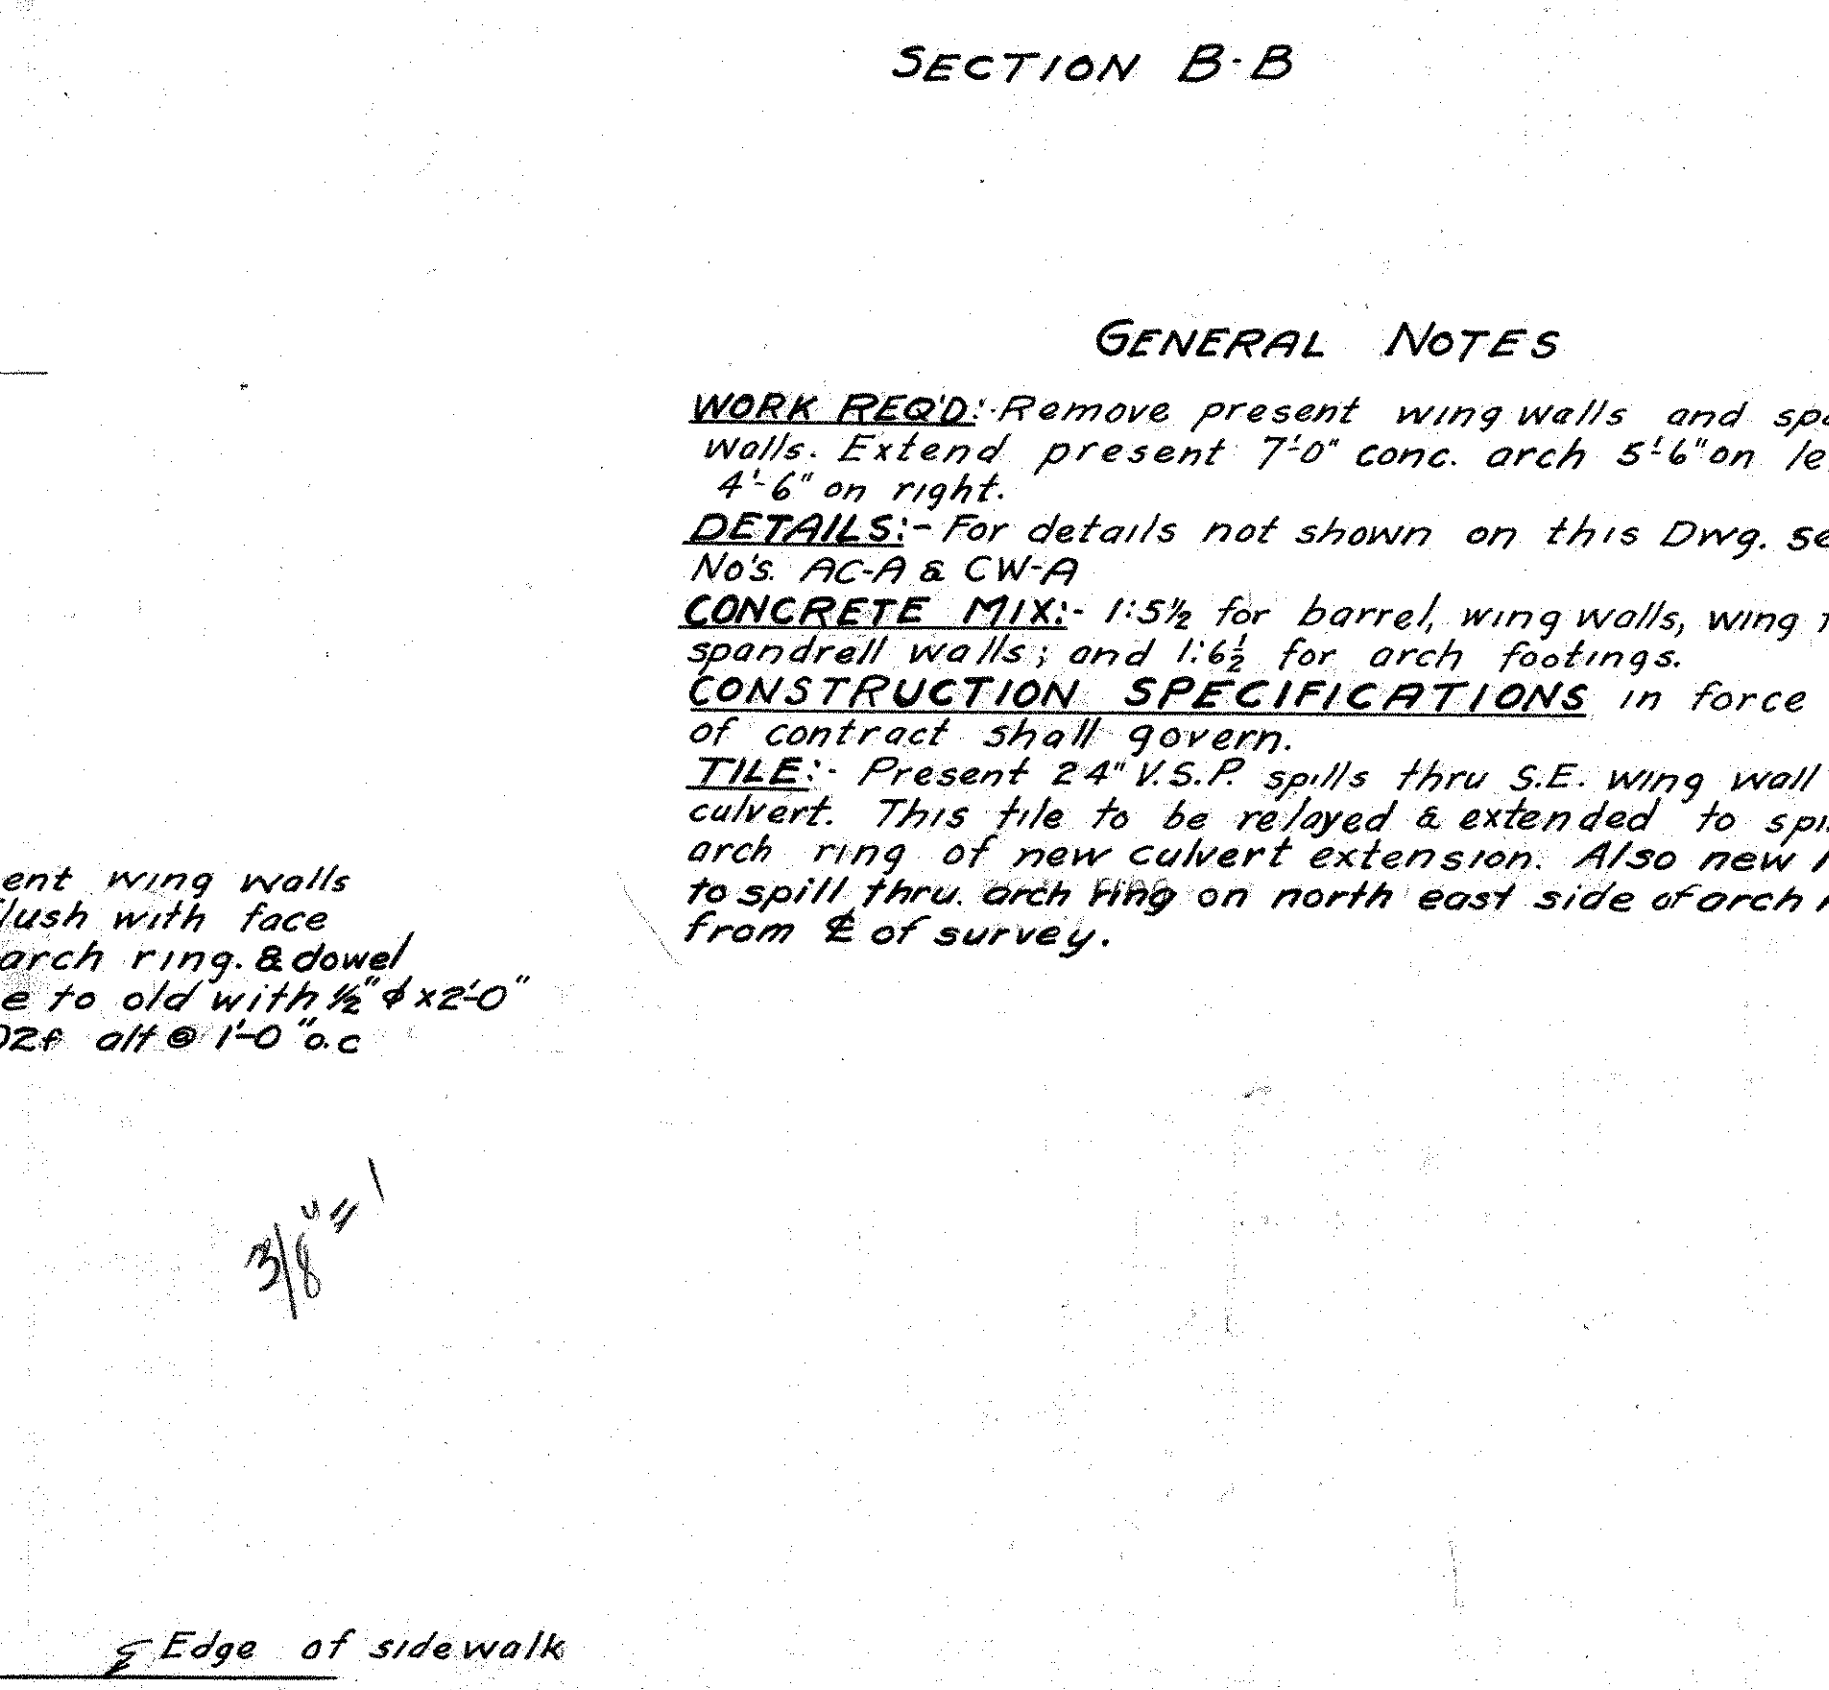 SECTION B-B
GENERAL NOTES
WORK REQ'D:- Remove present wing walls and
walls. Extend present 7'-0" conc. arch 5'-6" on
4'-6" on right.
DETAILS:- For details not shown on this Dwg.
No's. AC-A & CW-A
CONCRETE MIX:- 1:5½ for barrel, wing walls, wing
spandrell walls; and 1:6½ for arch footings.
CONSTRUCTION SPECIFICATIONS in force
of contract shall govern.
TILE:- Present 24" V.S.P. spills thru S.E. wing wall
culvert. This tile to be relayed & extended to
arch ring of new culvert extension. Also new
to spill thru. arch ring on north east side of arch
from ℄ of survey.
wing walls
with face
arch ring. & dowel
to old with ½" ϕ x 2'-0"
alt @ 1'-0" o.c
3/8"
Edge of sidewalk